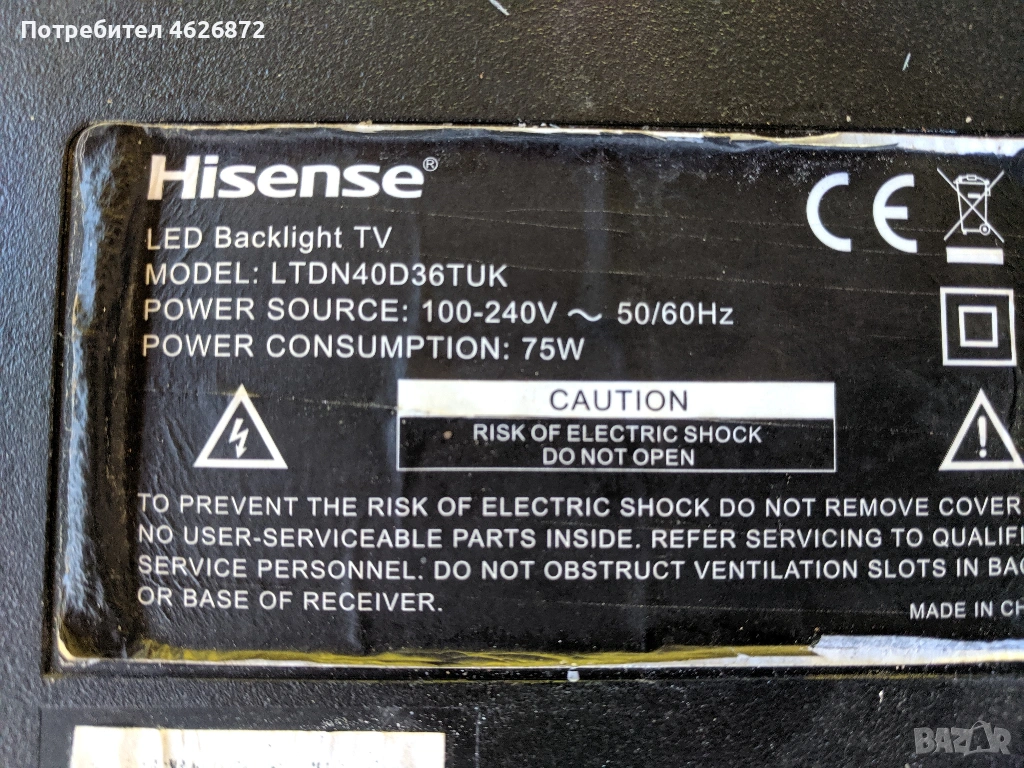 Потребител 4622872
Hisense®
LED Backlight TV
MODEL: LTDN40D36TUK
POWER SOURCE: 100-240V ~ 50/60Hz
POWER CONSUMPTION: 75W
CE
CAUTION
RISK OF ELECTRIC SHOCK
DO NOT OPEN
TO PREVENT THE RISK OF ELECTRIC SHOCK DO NOT REMOVE COVER
NO USER-SERVICEABLE PARTS INSIDE. REFER SERVICING TO
SERVICE PERSONNEL. DO NOT OBSTRUCT VENTILATION SLOTS IN
OR BASE OF RECEIVER.
MADE IN
BAZAR